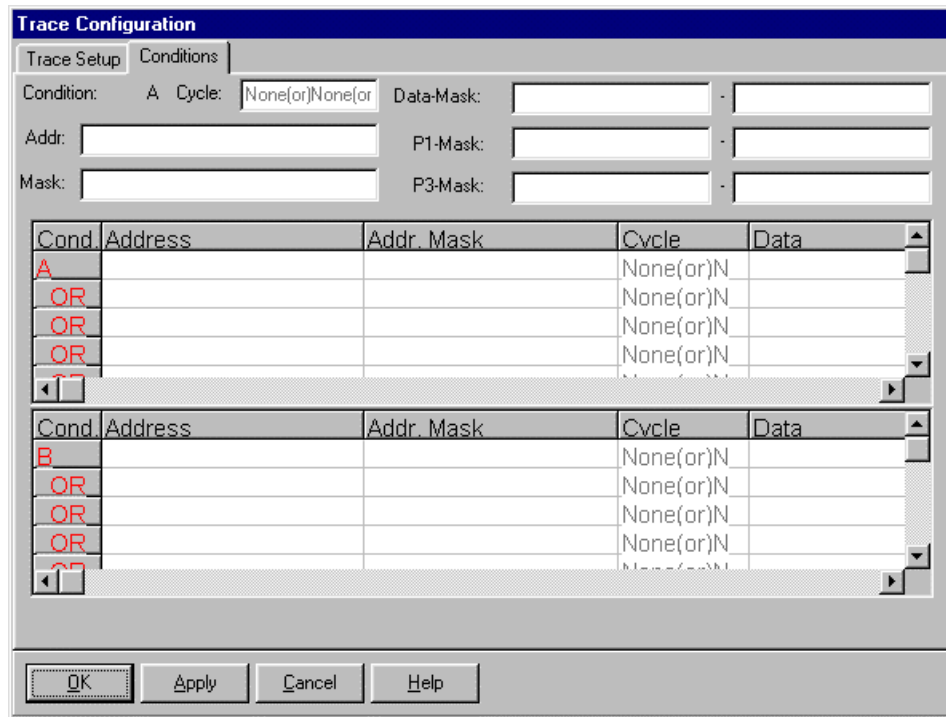 Trace Configuration
Trace Setup Conditions
Condition: A Cycle: None(or)None(or Data-Mask: -
Addr: P1-Mask: -
Mask: P3-Mask: -
Cond. Address Addr. Mask Cycle Data
A None(or)N
OR None(or)N
OR None(or)N
OR None(or)N
Cond. Address Addr. Mask Cycle Data
B None(or)N
OR None(or)N
OR None(or)N
OR None(or)N
OK Apply Cancel Help